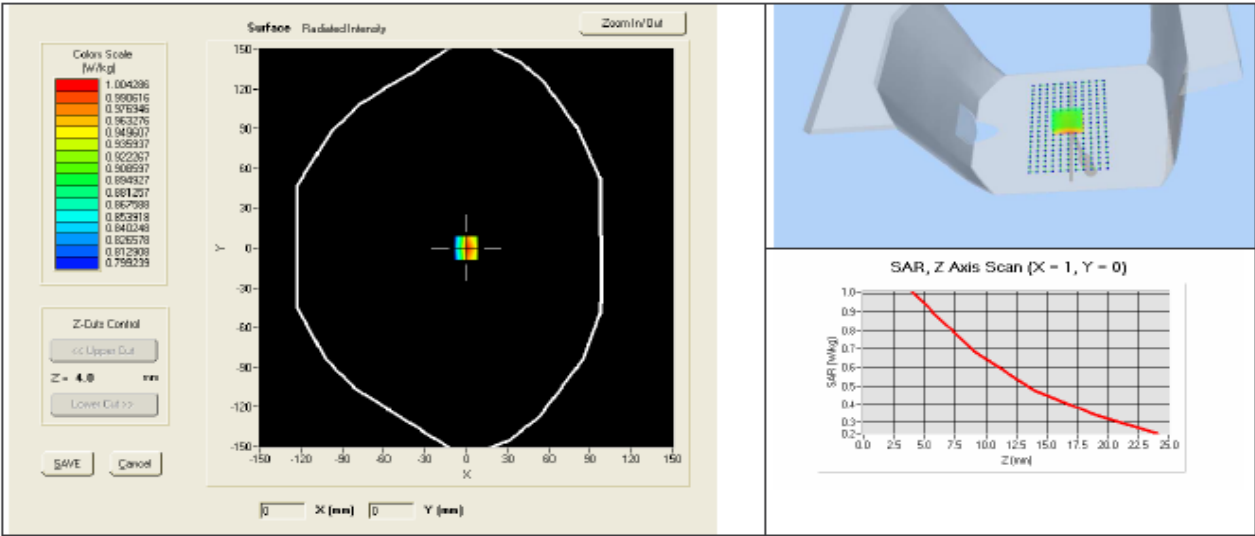 Surface Radiated Intensity
Zoom In/Out
Colors Scale
[W/kg]
1.004286
0.990616
0.976946
0.963276
0.949607
0.935937
0.922267
0.908597
0.894927
0.881257
0.867588
0.853918
0.840248
0.826578
0.812908
0.799239
Z-Cuts Control
<< Upper Cut
Z = 4.0 mm
Lower Cut >>
SAVE Cancel
150
120
90
60
30
0
-30
-60
-90
-120
-150
Y
-150 -120 -90 -60 -30 0 30 60 90 120 150
X
0 X (mm) 0 Y (mm)
SAR, Z Axis Scan (X = 1, Y = 0)
SAR [W/kg]
1.0
0.9
0.8
0.7
0.6
0.5
0.4
0.3
0.2
0.0 2.5 5.0 7.5 10.0 12.5 15.0 17.5 20.0 22.5 25.0
Z [mm]